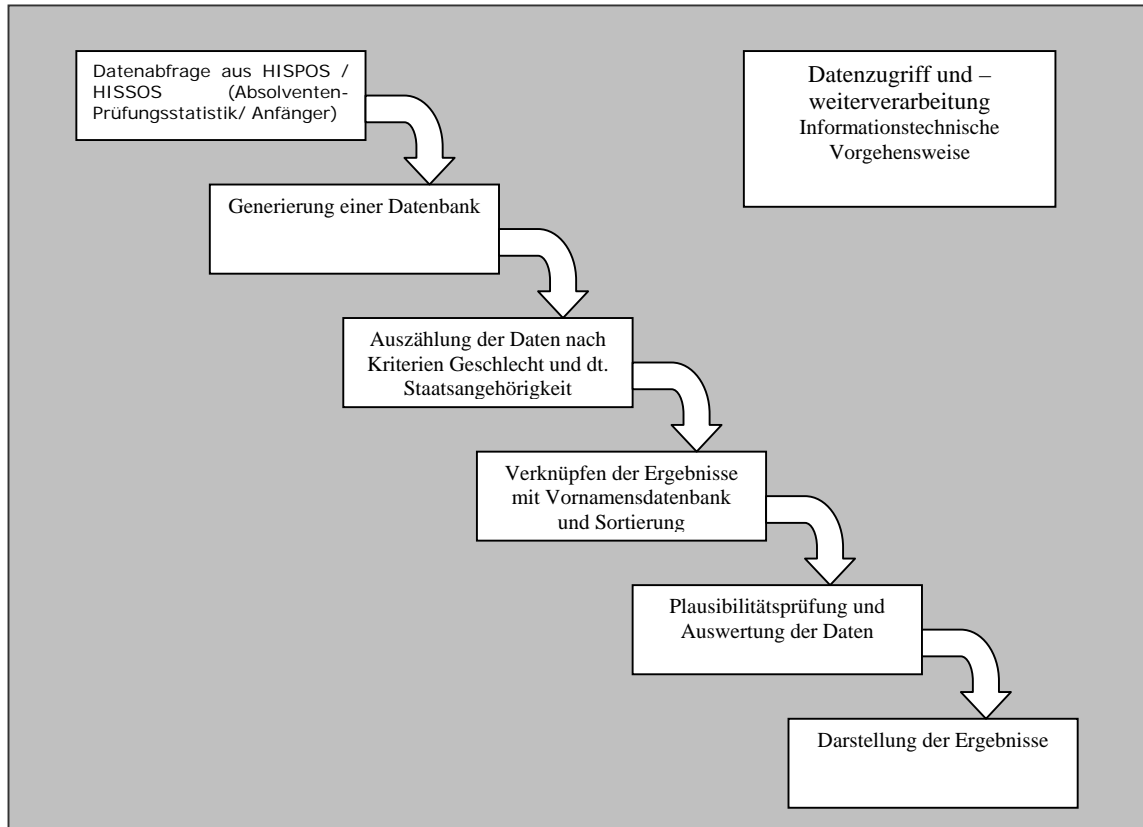 Datenabfrage aus HISPOS /
HISSOS (Absolventen-
Prüfungsstatistik/ Anfänger)
Datenzugriff und –
weiterverarbeitung
Informationstechnische
Vorgehensweise
Generierung einer Datenbank
Auszählung der Daten nach
Kriterien Geschlecht und dt.
Staatsangehörigkeit
Verknüpfen der Ergebnisse
mit Vornamensdatenbank
und Sortierung
Plausibilitätsprüfung und
Auswertung der Daten
Darstellung der Ergebnisse